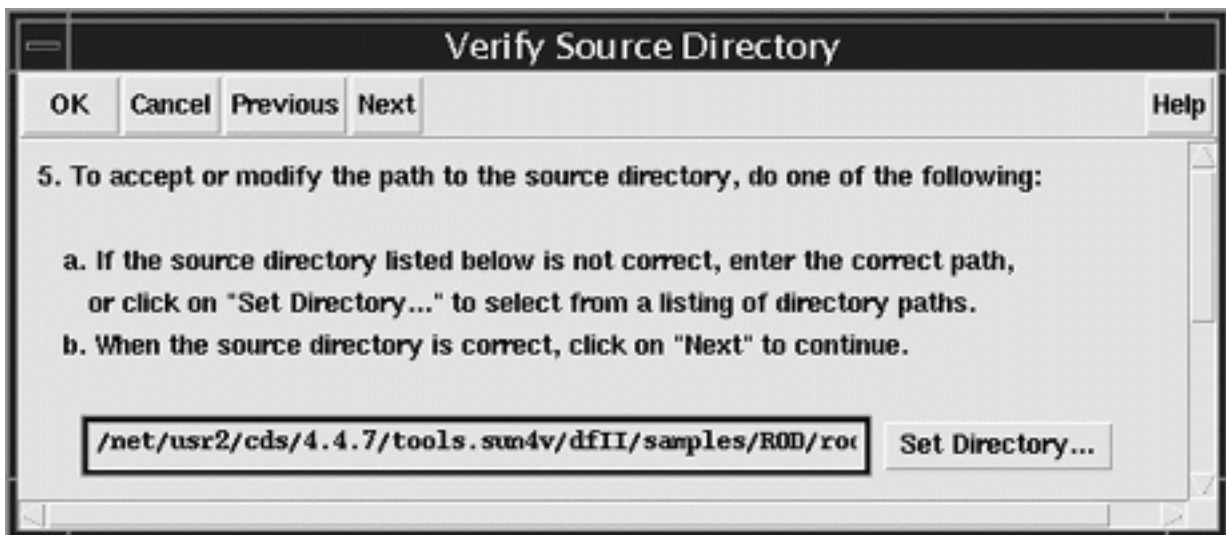 Verify Source Directory
OK Cancel Previous Next Help
5. To accept or modify the path to the source directory, do one of the following:
a. If the source directory listed below is not correct, enter the correct path,
or click on "Set Directory..." to select from a listing of directory paths.
b. When the source directory is correct, click on "Next" to continue.
/net/usr2/cds/4.4.7/tools.sun4v/dfII/samples/ROD/roc Set Directory...